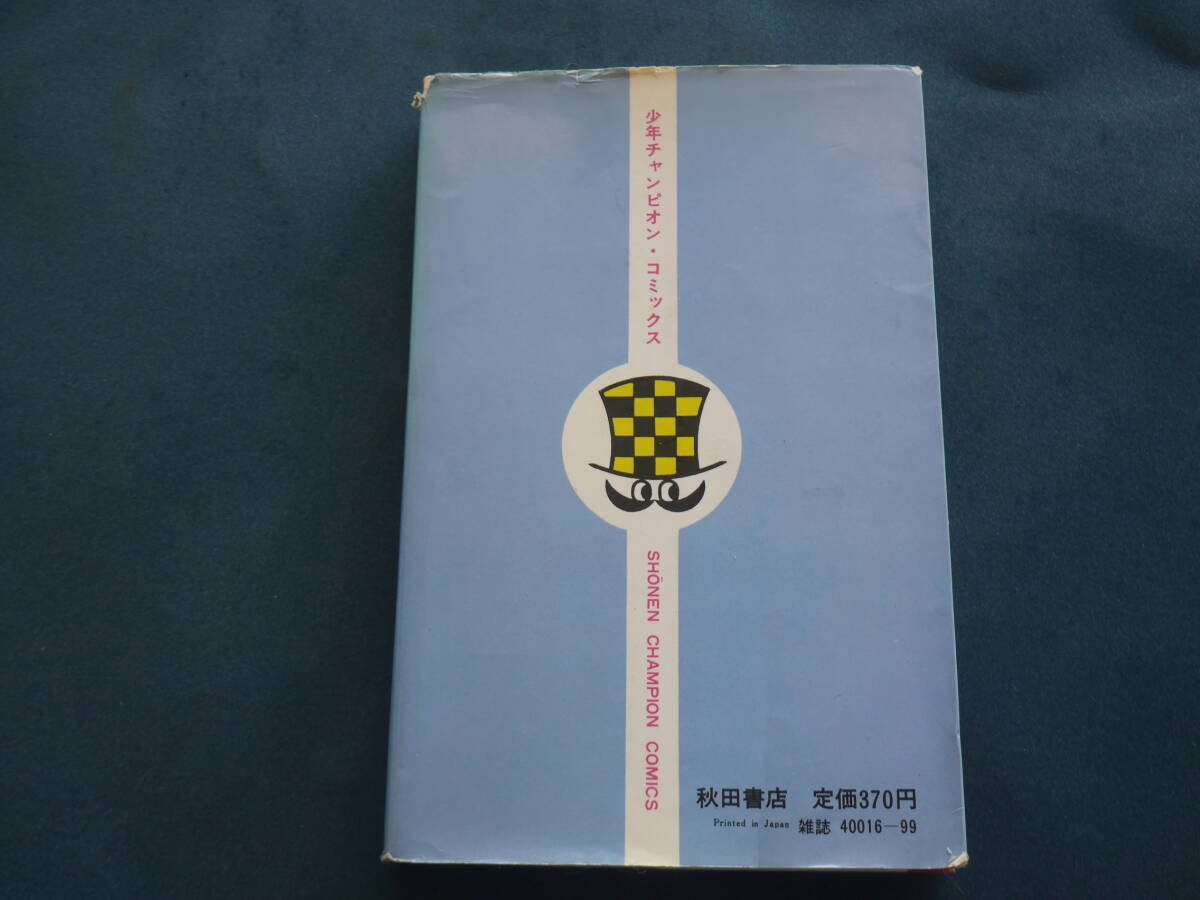 少年チャンピオン・コミックス
SHŌNEN CHAMPION COMICS
秋田書店 定価370円
Printed in Japan 雑誌 40016—99